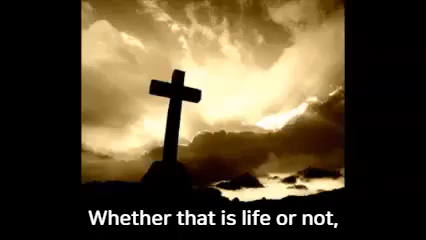 Whether that is life or not,